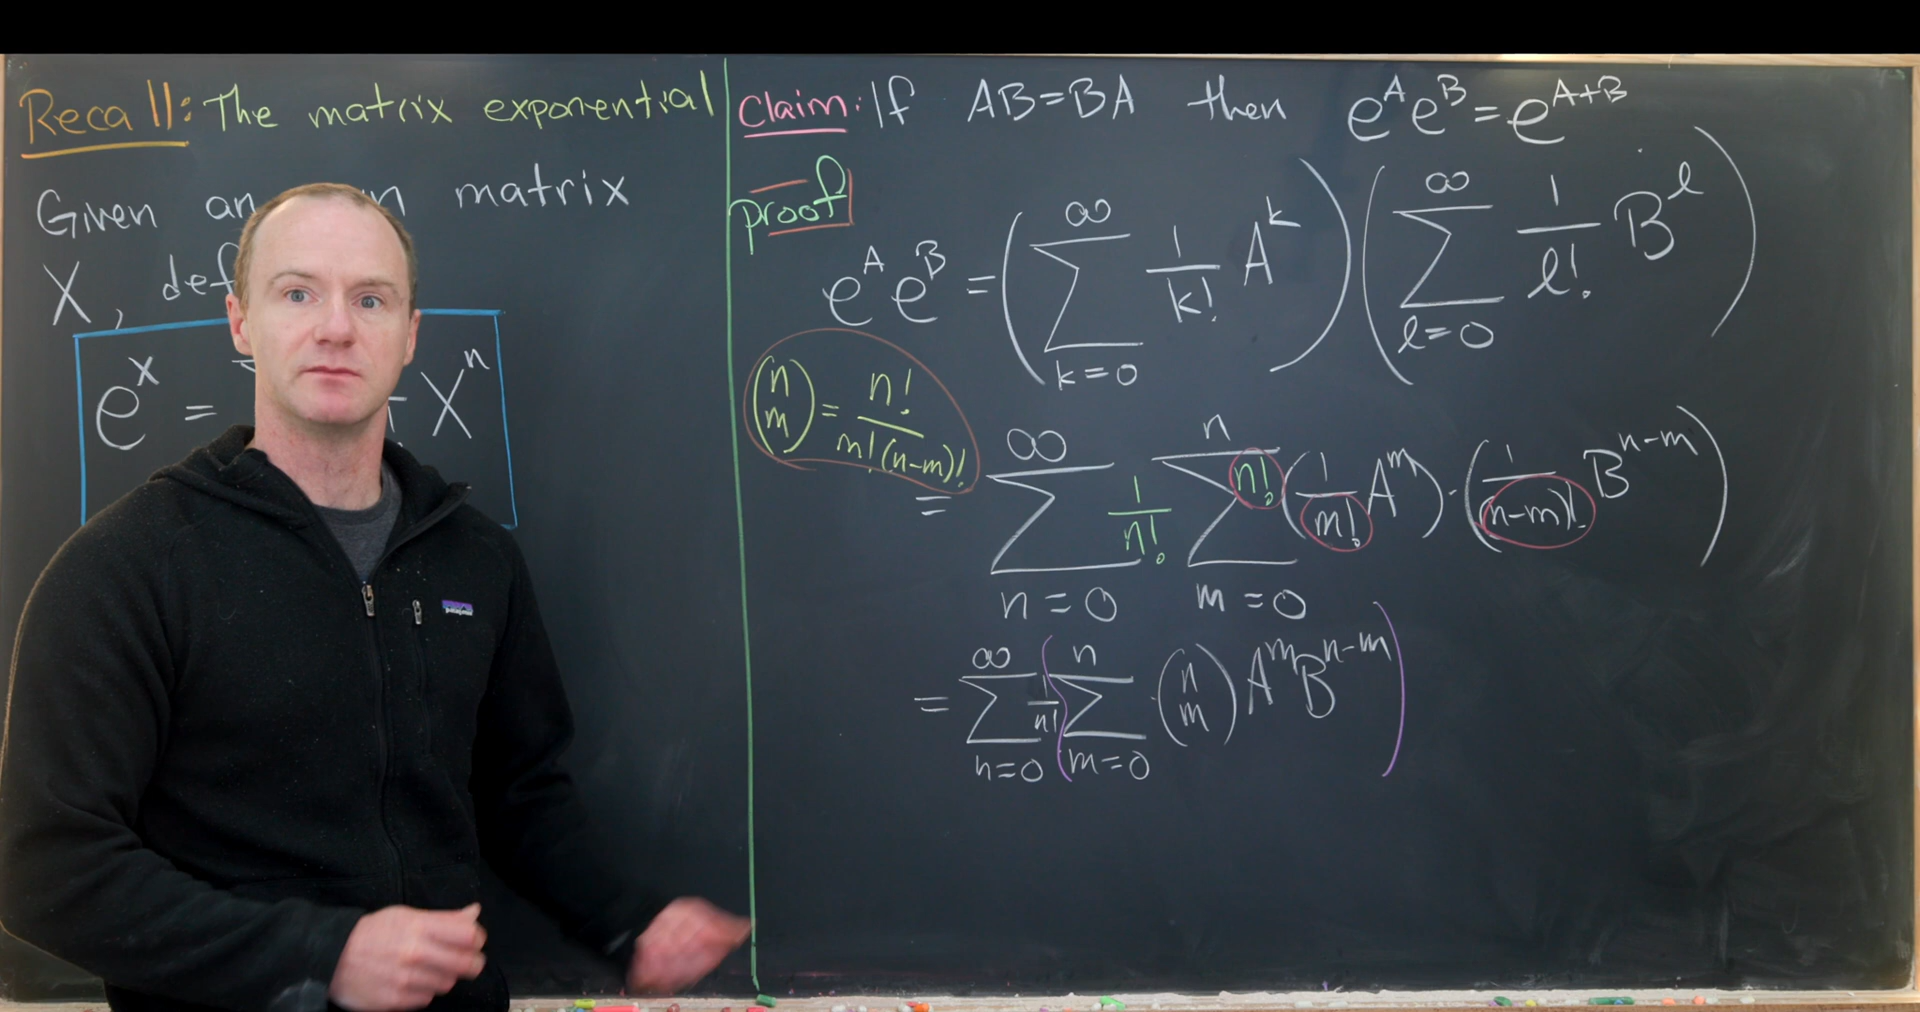 Recall: The matrix exponential
Given an n matrix
X, def
e^X = X^n
Claim: If AB=BA then e^A e^B = e^{A+B}
proof
e^A e^B = ( ∑_{k=0}^{∞} 1/k! A^k ) ( ∑_{l=0}^{∞} 1/l! B^l )
(n m) = n!/(m!(n-m)!)
= ∑_{n=0}^{∞} 1/n! ∑_{m=0}^{n} n! ( 1/m! A^m ) · ( 1/(n-m)! B^{n-m} )
= ∑_{n=0}^{∞} 1/n! ( ∑_{m=0}^{n} (n m) A^m B^{n-m} )
patagonia